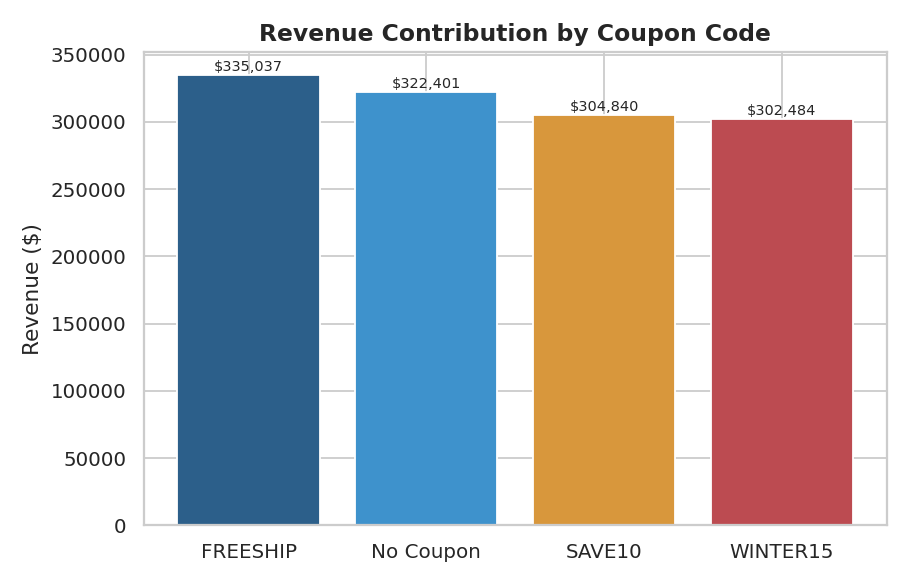 Revenue Contribution by Coupon Code
Revenue ($)
350000
300000
250000
200000
150000
100000
50000
0
$335,037
$322,401
$304,840
$302,484
FREESHIP
No Coupon
SAVE10
WINTER15